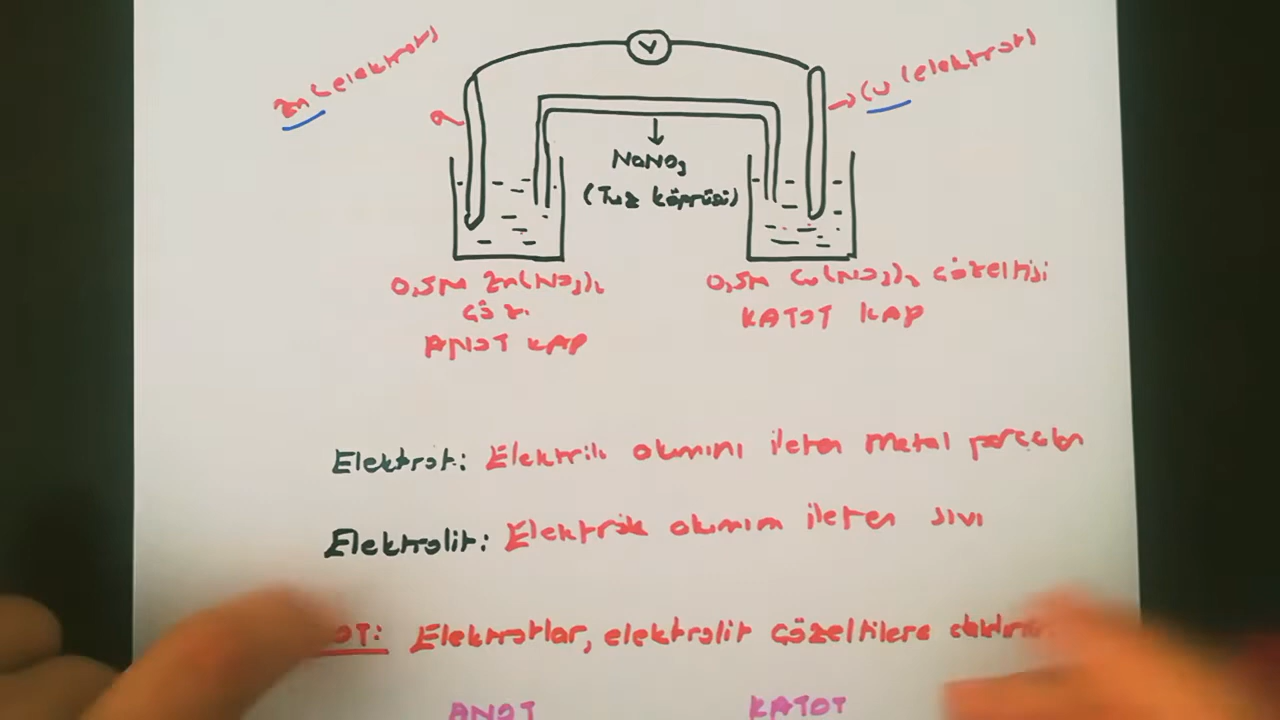 V
Zn (elektrot)
→ Cu (elektrot)
NaNO₃
(Tuz köprüsü)
0,5M Zn(NO₃)₂
çöz.
ANOT KAP
0,5M Cu(NO₃)₂ çözeltisi
KATOT KAP
Elektrot: Elektrik akımını ileten metal parçaları
Elektrolit: Elektrik akımını ileten sıvı
OT: Elektrotlar, elektrolit çözeltilere
ANOT KATOT